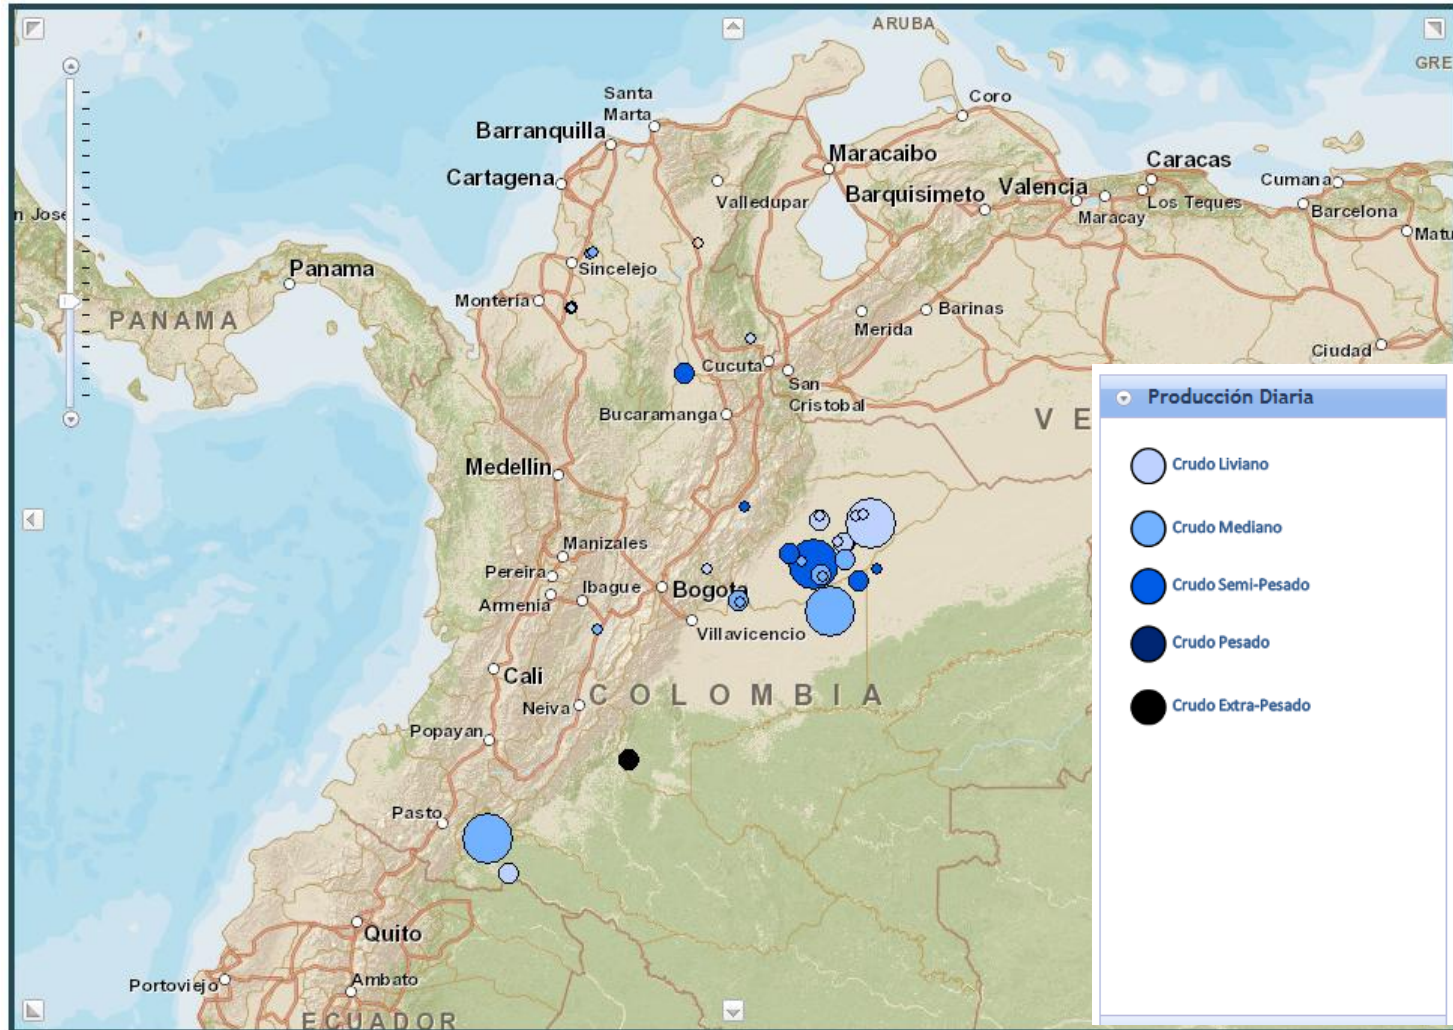 ARUBA
GRE
Santa
Marta
Coro
Barranquilla
Maracaibo
Caracas
Cartagena
Valledupar
Barquisimeto
Valencia
Cumana
Maracay
Los Teques
Barcelona
n Jose
Matu
Panama
Sincelejo
PANAMA
Monteria
Merida
Barinas
Ciudad
Cucuta
San
Cristobal
Bucaramanga
VE
Medellin
Manizales
Pereira
Armenia
Ibague
Bogota
Villavicencio
Cali
COLOMBIA
Neiva
Popayan
Pasto
Quito
Portoviejo
Ambato
ECUADOR
Producción Diaria
Crudo Liviano
Crudo Mediano
Crudo Semi-Pesado
Crudo Pesado
Crudo Extra-Pesado